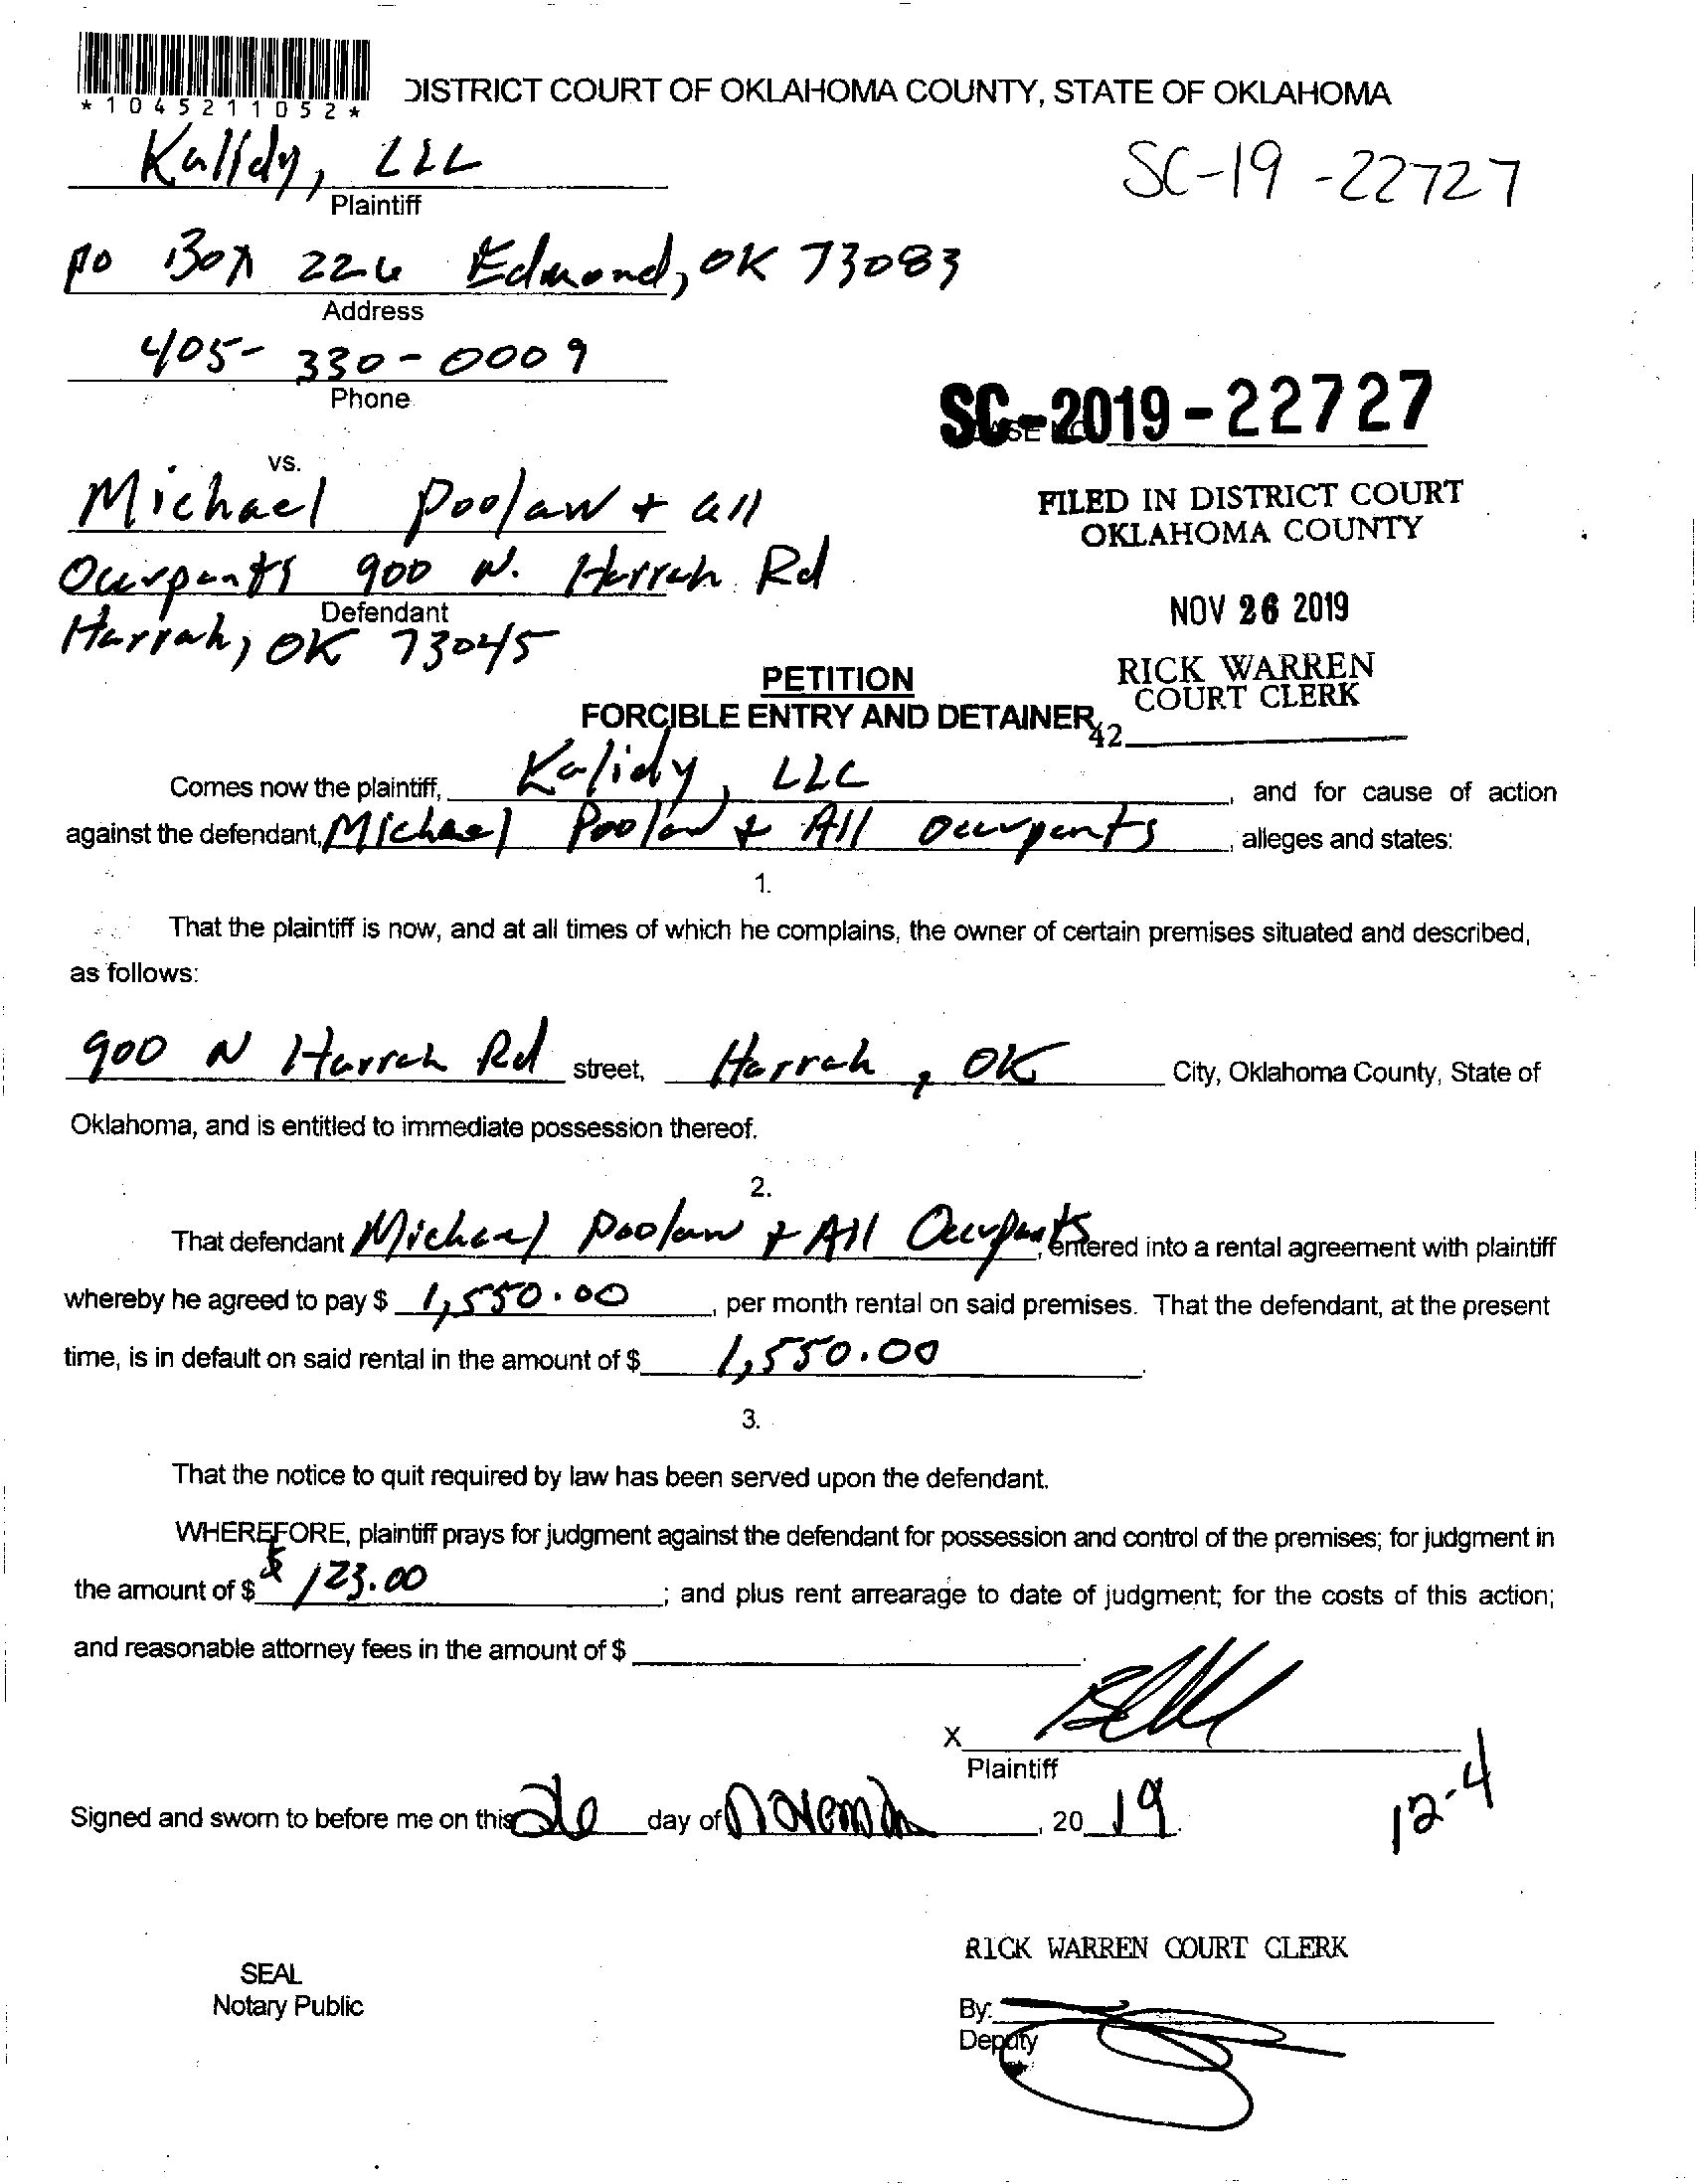 *1045211052*
DISTRICT COURT OF OKLAHOMA COUNTY, STATE OF OKLAHOMA
Kalidy, LLC
SC-19-22727
Plaintiff
PO Box 226 Edmond, OK 73083
Address
405-330-0009
Phone
SC-2019-22727
vs.
Michael Poolaw + all
FILED IN DISTRICT COURT
OKLAHOMA COUNTY
Occupants 900 N. Harrah Rd
Defendant
NOV 26 2019
Harrah, OK 73045
RICK WARREN
COURT CLERK
PETITION
FORCIBLE ENTRY AND DETAINER
42
Comes now the plaintiff, Kalidy, LLC, and for cause of action
against the defendant, Michael Poolaw & All Occupants, alleges and states:
1.
That the plaintiff is now, and at all times of which he complains, the owner of certain premises situated and described,
as follows:
900 N Harrah Rd street, Harrah, OK City, Oklahoma County, State of
Oklahoma, and is entitled to immediate possession thereof.
2.
That defendant Michael Poolaw + All Occupants, entered into a rental agreement with plaintiff
whereby he agreed to pay $ 1,550.00, per month rental on said premises. That the defendant, at the present
time, is in default on said rental in the amount of $ 1,550.00.
3.
That the notice to quit required by law has been served upon the defendant.
WHEREFORE, plaintiff prays for judgment against the defendant for possession and control of the premises; for judgment in
the amount of $ $ 123.00; and plus rent arrearage to date of judgment; for the costs of this action;
and reasonable attorney fees in the amount of $
X
Plaintiff
Signed and sworn to before me on this 26 day of November, 2019.
12-4
RICK WARREN COURT CLERK
SEAL
Notary Public
By:
Deputy